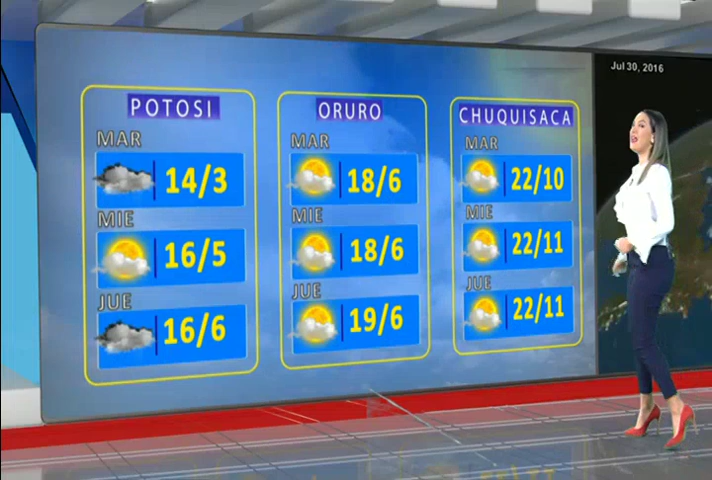 POTOSI
MAR
14/3
MIE
16/5
JUE
16/6
ORURO
MAR
18/6
MIE
18/6
JUE
19/6
CHUQUISACA
MAR
22/10
MIE
22/11
JUE
22/11
Jul 30, 2016